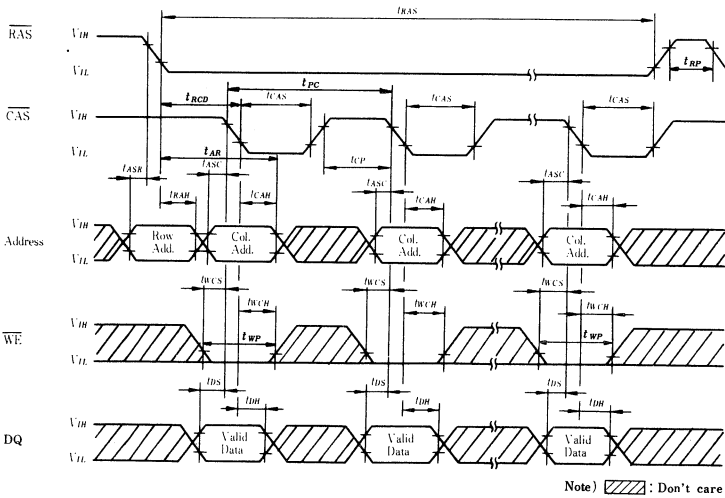 tRAS
RAS VIH
tRP
VIL
tPC
tRCD tCAS tCAS tCAS
CAS VIH
VIL
tAR tCP
tASR tASC tASC tASC
tRAH tCAH tCAH tCAH
Address VIH
Row Add. Col. Add. Col. Add. Col. Add.
VIL
tWCS tWCS tWCS
tWCH tWCH tWCH
WE VIH
tWP tWP
VIL
tDS tDS tDS
tDH tDH tDH
DQ VIH
Valid Data Valid Data Valid Data
VIL
Note) : Don't care